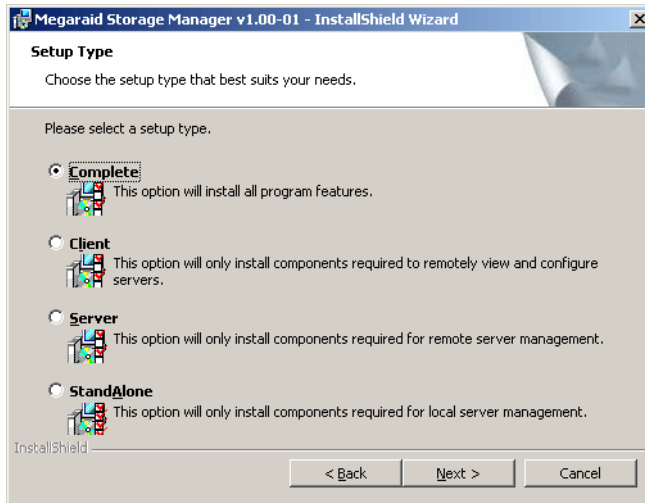 Megaraid Storage Manager v1.00-01 - InstallShield Wizard
Setup Type
Choose the setup type that best suits your needs.
Please select a setup type.
Complete
This option will install all program features.
Client
This option will only install components required to remotely view and configure
servers.
Server
This option will only install components required for remote server management.
StandAlone
This option will only install components required for local server management.
InstallShield
< Back
Next >
Cancel